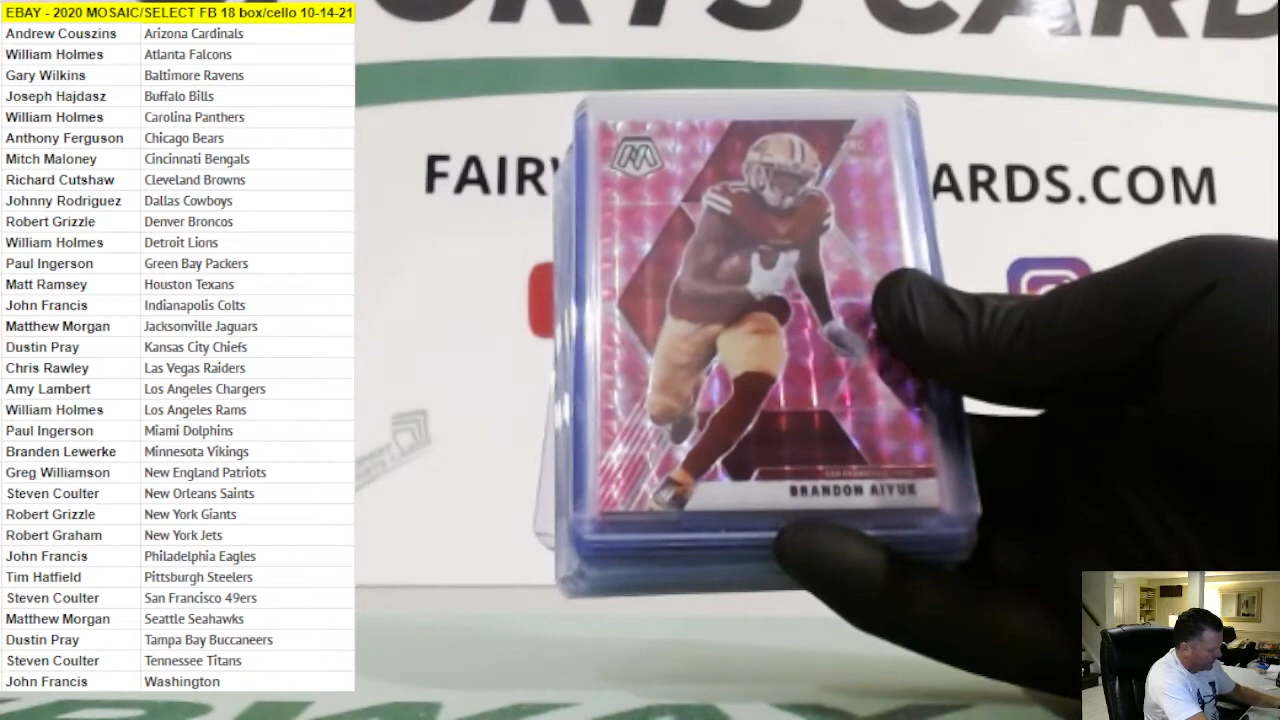 EBAY - 2020 MOSAIC/SELECT FB 18 box/cello 10-14-21
Andrew Couszins Arizona Cardinals
William Holmes Atlanta Falcons
Gary Wilkins Baltimore Ravens
Joseph Hajdasz Buffalo Bills
William Holmes Carolina Panthers
Anthony Ferguson Chicago Bears
Mitch Maloney Cincinnati Bengals
Richard Cutshaw Cleveland Browns
Johnny Rodriguez Dallas Cowboys
Robert Grizzle Denver Broncos
William Holmes Detroit Lions
Paul Ingerson Green Bay Packers
Matt Ramsey Houston Texans
John Francis Indianapolis Colts
Matthew Morgan Jacksonville Jaguars
Dustin Pray Kansas City Chiefs
Chris Rawley Las Vegas Raiders
Amy Lambert Los Angeles Chargers
William Holmes Los Angeles Rams
Paul Ingerson Miami Dolphins
Branden Lewerke Minnesota Vikings
Greg Williamson New England Patriots
Steven Coulter New Orleans Saints
Robert Grizzle New York Giants
Robert Graham New York Jets
John Francis Philadelphia Eagles
Tim Hatfield Pittsburgh Steelers
Steven Coulter San Francisco 49ers
Matthew Morgan Seattle Seahawks
Dustin Pray Tampa Bay Buccaneers
Steven Coulter Tennessee Titans
John Francis Washington
SPORTS CARD
FAIR ARDS.COM
RC
BRANDON AIYUK